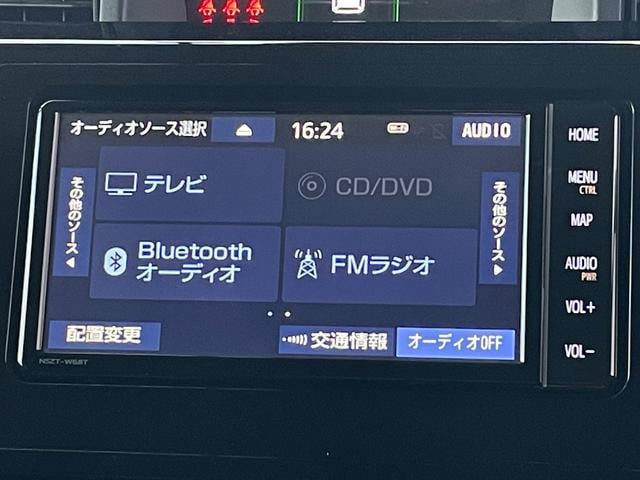 オーディオソース選択
16:24
AUDIO
その他のソース
テレビ
CD/DVD
その他のソース
Bluetooth
オーディオ
FMラジオ
配置変更
交通情報
オーディオOFF
NSZT-W68T
HOME
MENU
CTRL
MAP
AUDIO
PWR
VOL+
VOL-